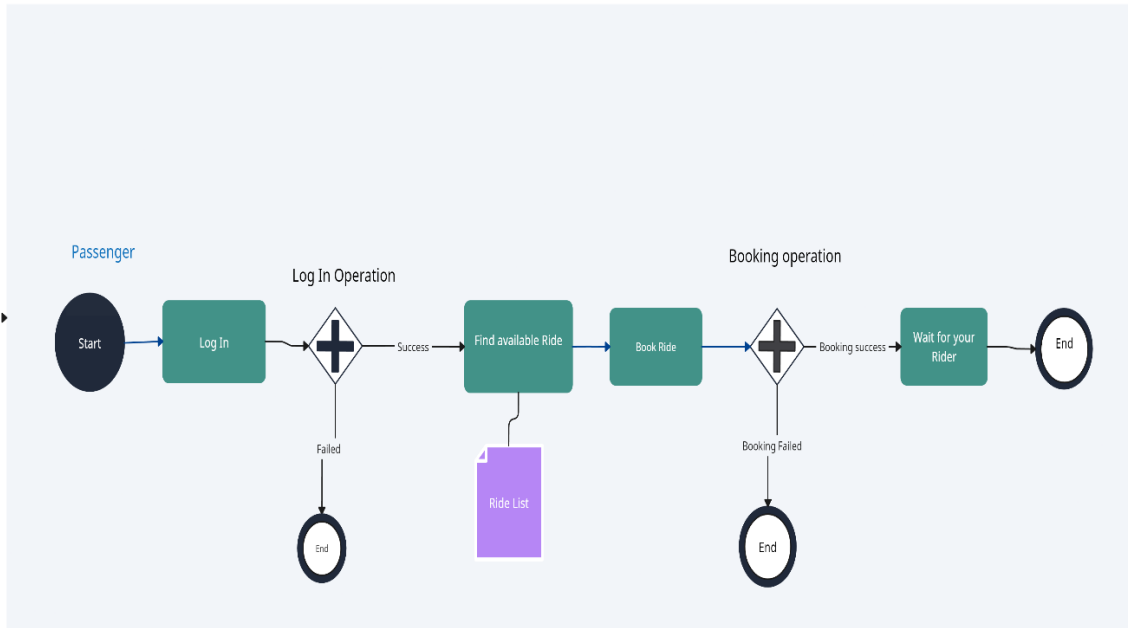 Passenger
Log In Operation
Booking operation
Start
Log In
Success
Find available Ride
Book Ride
Booking success
Wait for your
Rider
End
Failed
Booking Failed
Ride List
End
End